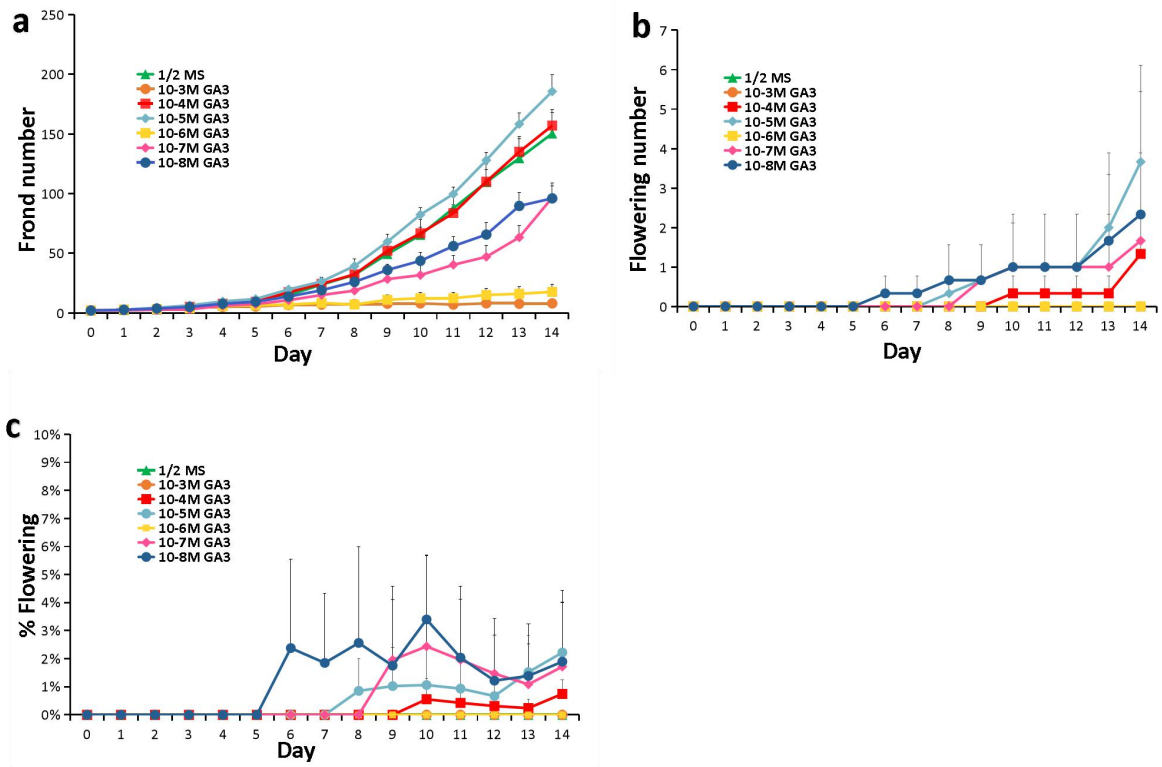 a
250
200
150
100
50
0
Frond number
1/2 MS
10-3M GA3
10-4M GA3
10-5M GA3
10-6M GA3
10-7M GA3
10-8M GA3
0 1 2 3 4 5 6 7 8 9 10 11 12 13 14
Day
b
7
6
5
4
3
2
1
0
Flowering number
1/2 MS
10-3M GA3
10-4M GA3
10-5M GA3
10-6M GA3
10-7M GA3
10-8M GA3
0 1 2 3 4 5 6 7 8 9 10 11 12 13 14
Day
c
10%
9%
8%
7%
6%
5%
4%
3%
2%
1%
0%
% Flowering
1/2 MS
10-3M GA3
10-4M GA3
10-5M GA3
10-6M GA3
10-7M GA3
10-8M GA3
0 1 2 3 4 5 6 7 8 9 10 11 12 13 14
Day